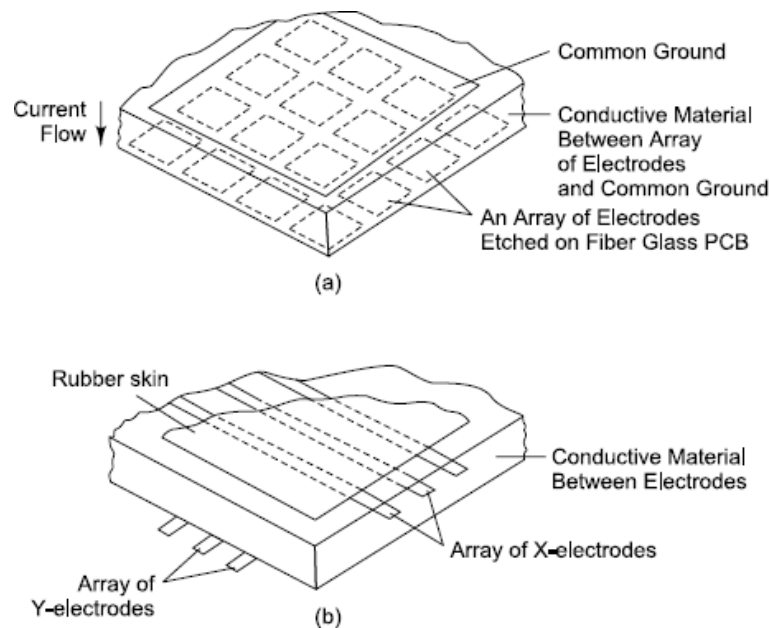 Common Ground
Current
Flow
Conductive Material
Between Array
of Electrodes
and Common Ground
An Array of Electrodes
Etched on Fiber Glass PCB
(a)
Rubber skin
Conductive Material
Between Electrodes
Array of X-electrodes
Array of
Y-electrodes
(b)